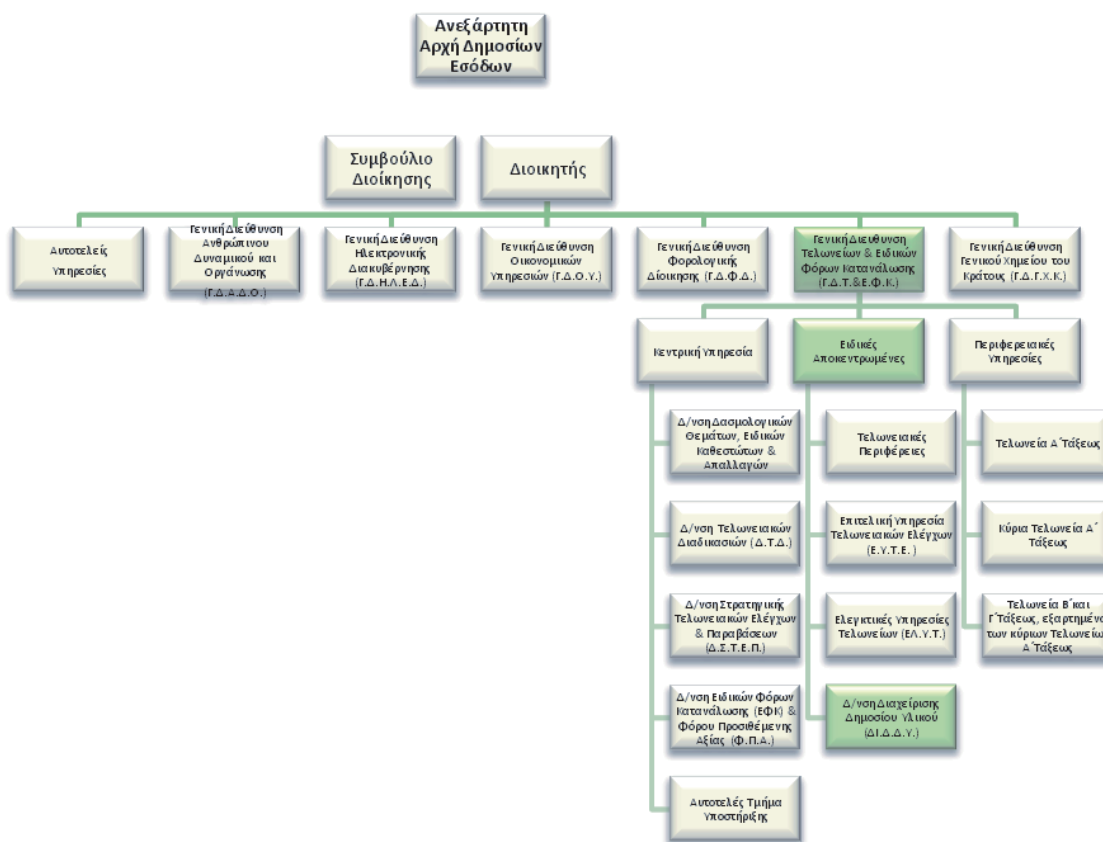 Ανεξάρτητη
Αρχή Δημοσίων
Εσόδων
Συμβούλιο
Διοίκησης
Διοικητής
Αυτοτελείς
Υπηρεσίες
Γενική Διεύθυνση
Ανθρώπινου
Δυναμικού και
Οργάνωσης
(Γ.Δ.Α.Δ.Ο.)
Γενική Διεύθυνση
Ηλεκτρονικής
Διακυβέρνησης
(Γ.Δ.Η.Λ.Ε.Δ.)
Γενική Διεύθυνση
Οικονομικών
Υπηρεσιών (Γ.Δ.Ο.Υ.)
Γενική Διεύθυνση
Φορολογικής
Δίοικησης (Γ.Δ.Φ.Δ.)
Γενική Διευθυνση
Τελωνείων & Ειδικών
Φόρων Κατανάλωσης
(Γ.Δ.Τ.&Ε.Φ.Κ.)
Γενική Διεύθυνση
Γενικού Χημείου του
Κράτους (Γ.Δ.Γ.Χ.Κ.)
Κεντρική Υπηρεσία
Ειδικές
Αποκεντρωμένες
Περιφερειακές
Υπηρεσίες
Δ/νση Δασμολογικών
Θεμάτων, Ειδικών
Καθεστώτων &
Απαλλαγών
Τελωνειακές
Περιφέρειες
Τελωνεία Α΄Τάξεως
Δ/νση Τελωνειακών
Διαδικασιών (Δ.Τ.Δ.)
Επιτελική Υπηρεσία
Τελωνειακών Ελέγχων
(Ε.Υ.Τ.Ε.)
Κύρια Τελωνεία Α΄
Τάξεως
Δ/νση Στρατηγικής
Τελωνειακών Ελέγχων
& Παραβάσεων
(Δ.Σ.Τ.Ε.Π.)
Ελεγκτικές Υπηρεσίες
Τελωνείων (ΕΛ.Υ.Τ.)
Τελωνεία Β΄ και
Γ΄Τάξεως, εξαρτημένα
των κύριων Τελωνείων
Α΄Τάξεως
Δ/νση Ειδικών Φόρων
Κατανάλωσης (ΕΦΚ) &
Φόρου Προσιθέμενης
Αξίας (Φ.Π.Α.)
Δ/νση Διαχείρισης
Δημοσίου Υλικού
(ΔΙ.Δ.Δ.Υ.)
Αυτοτελές Τμήμα
Υποστήριξης